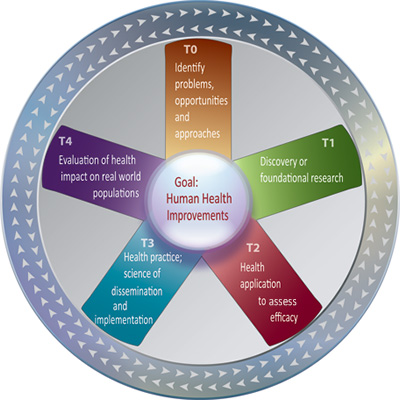 T0
Identify
problems,
opportunities
and
approaches
T1
Discovery or
foundational research
T2
Health
application
to assess
efficacy
T3
Health practice;
science of
dissemination
and
implementation
T4
Evaluation of health
impact on real world
populations
Goal:
Human Health
Improvements